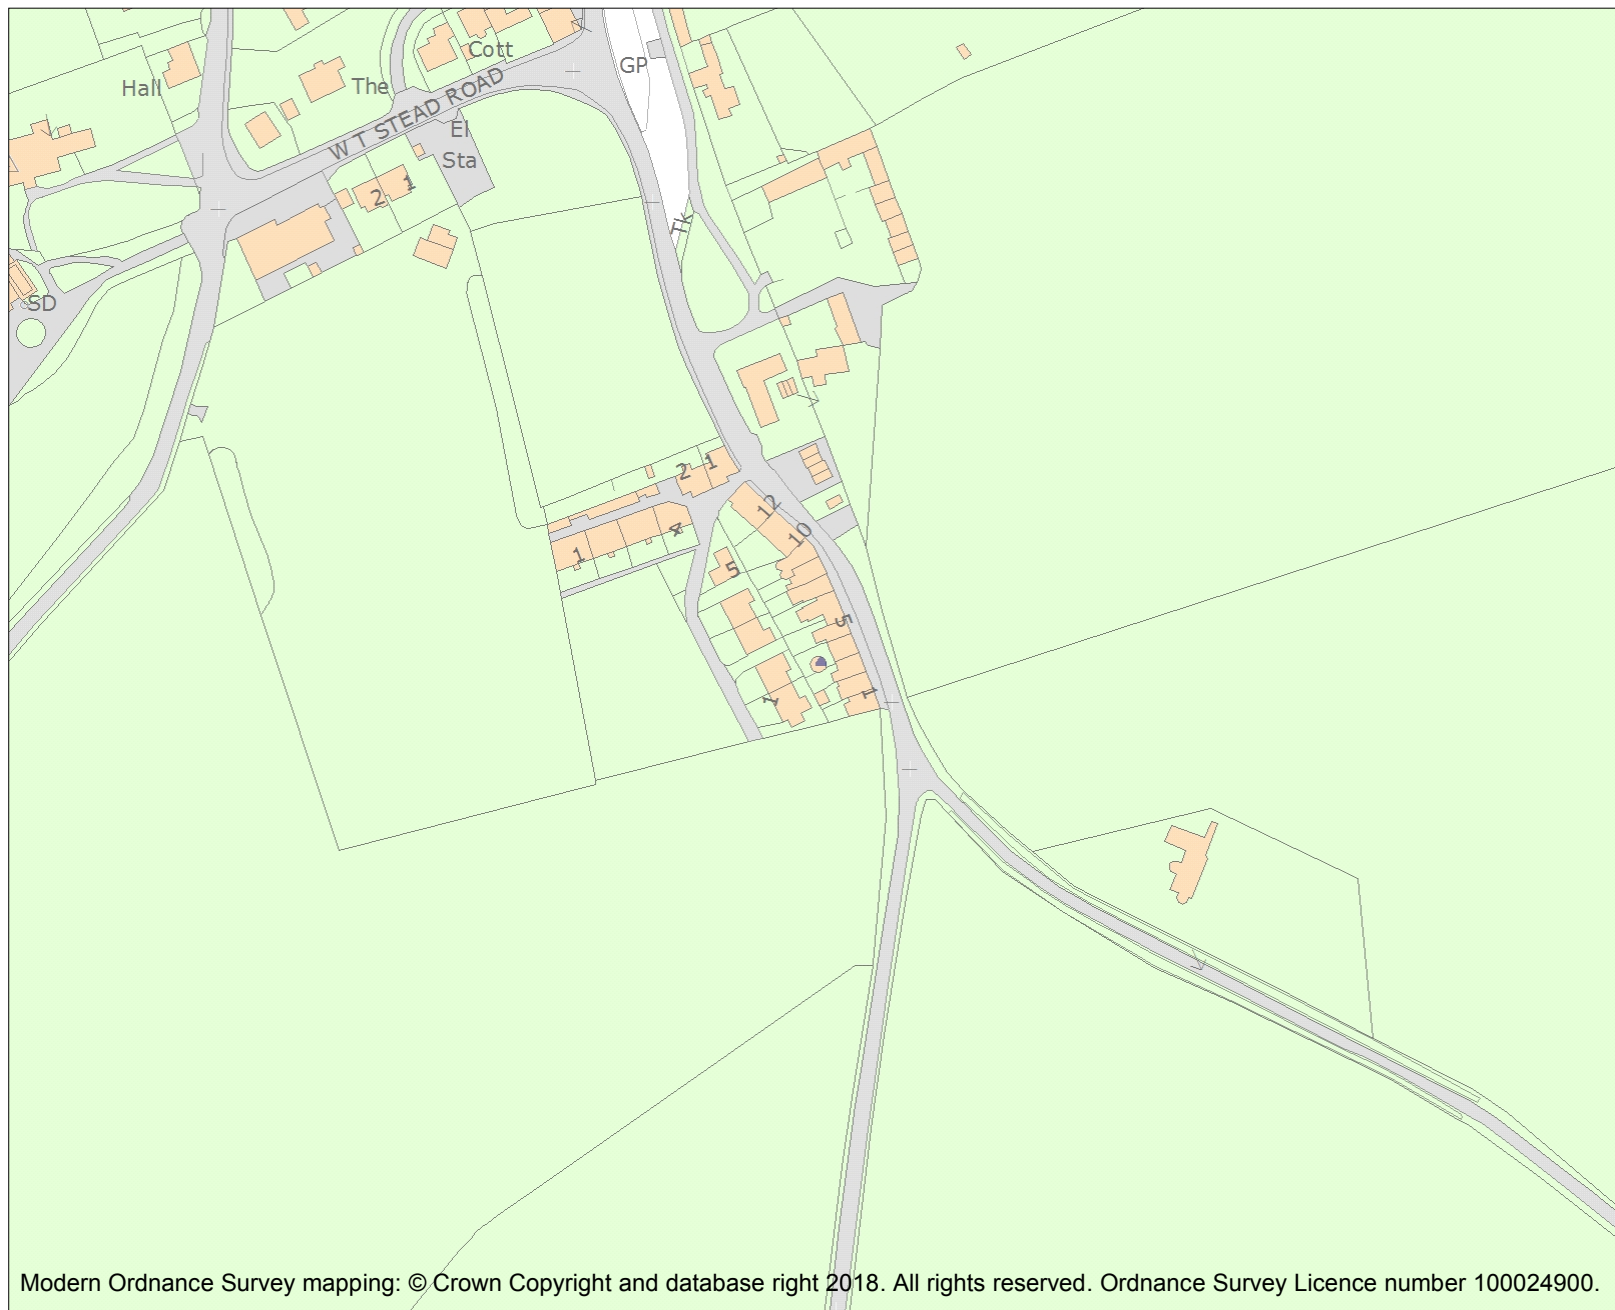 Cott
GP
Hall
The
W T STEAD ROAD
El
Sta
2
1
Tk
SD
2
1
12
10
4
1
5
5
1
1
Modern Ordnance Survey mapping: © Crown Copyright and database right 2018. All rights reserved. Ordnance Survey Licence number 100024900.